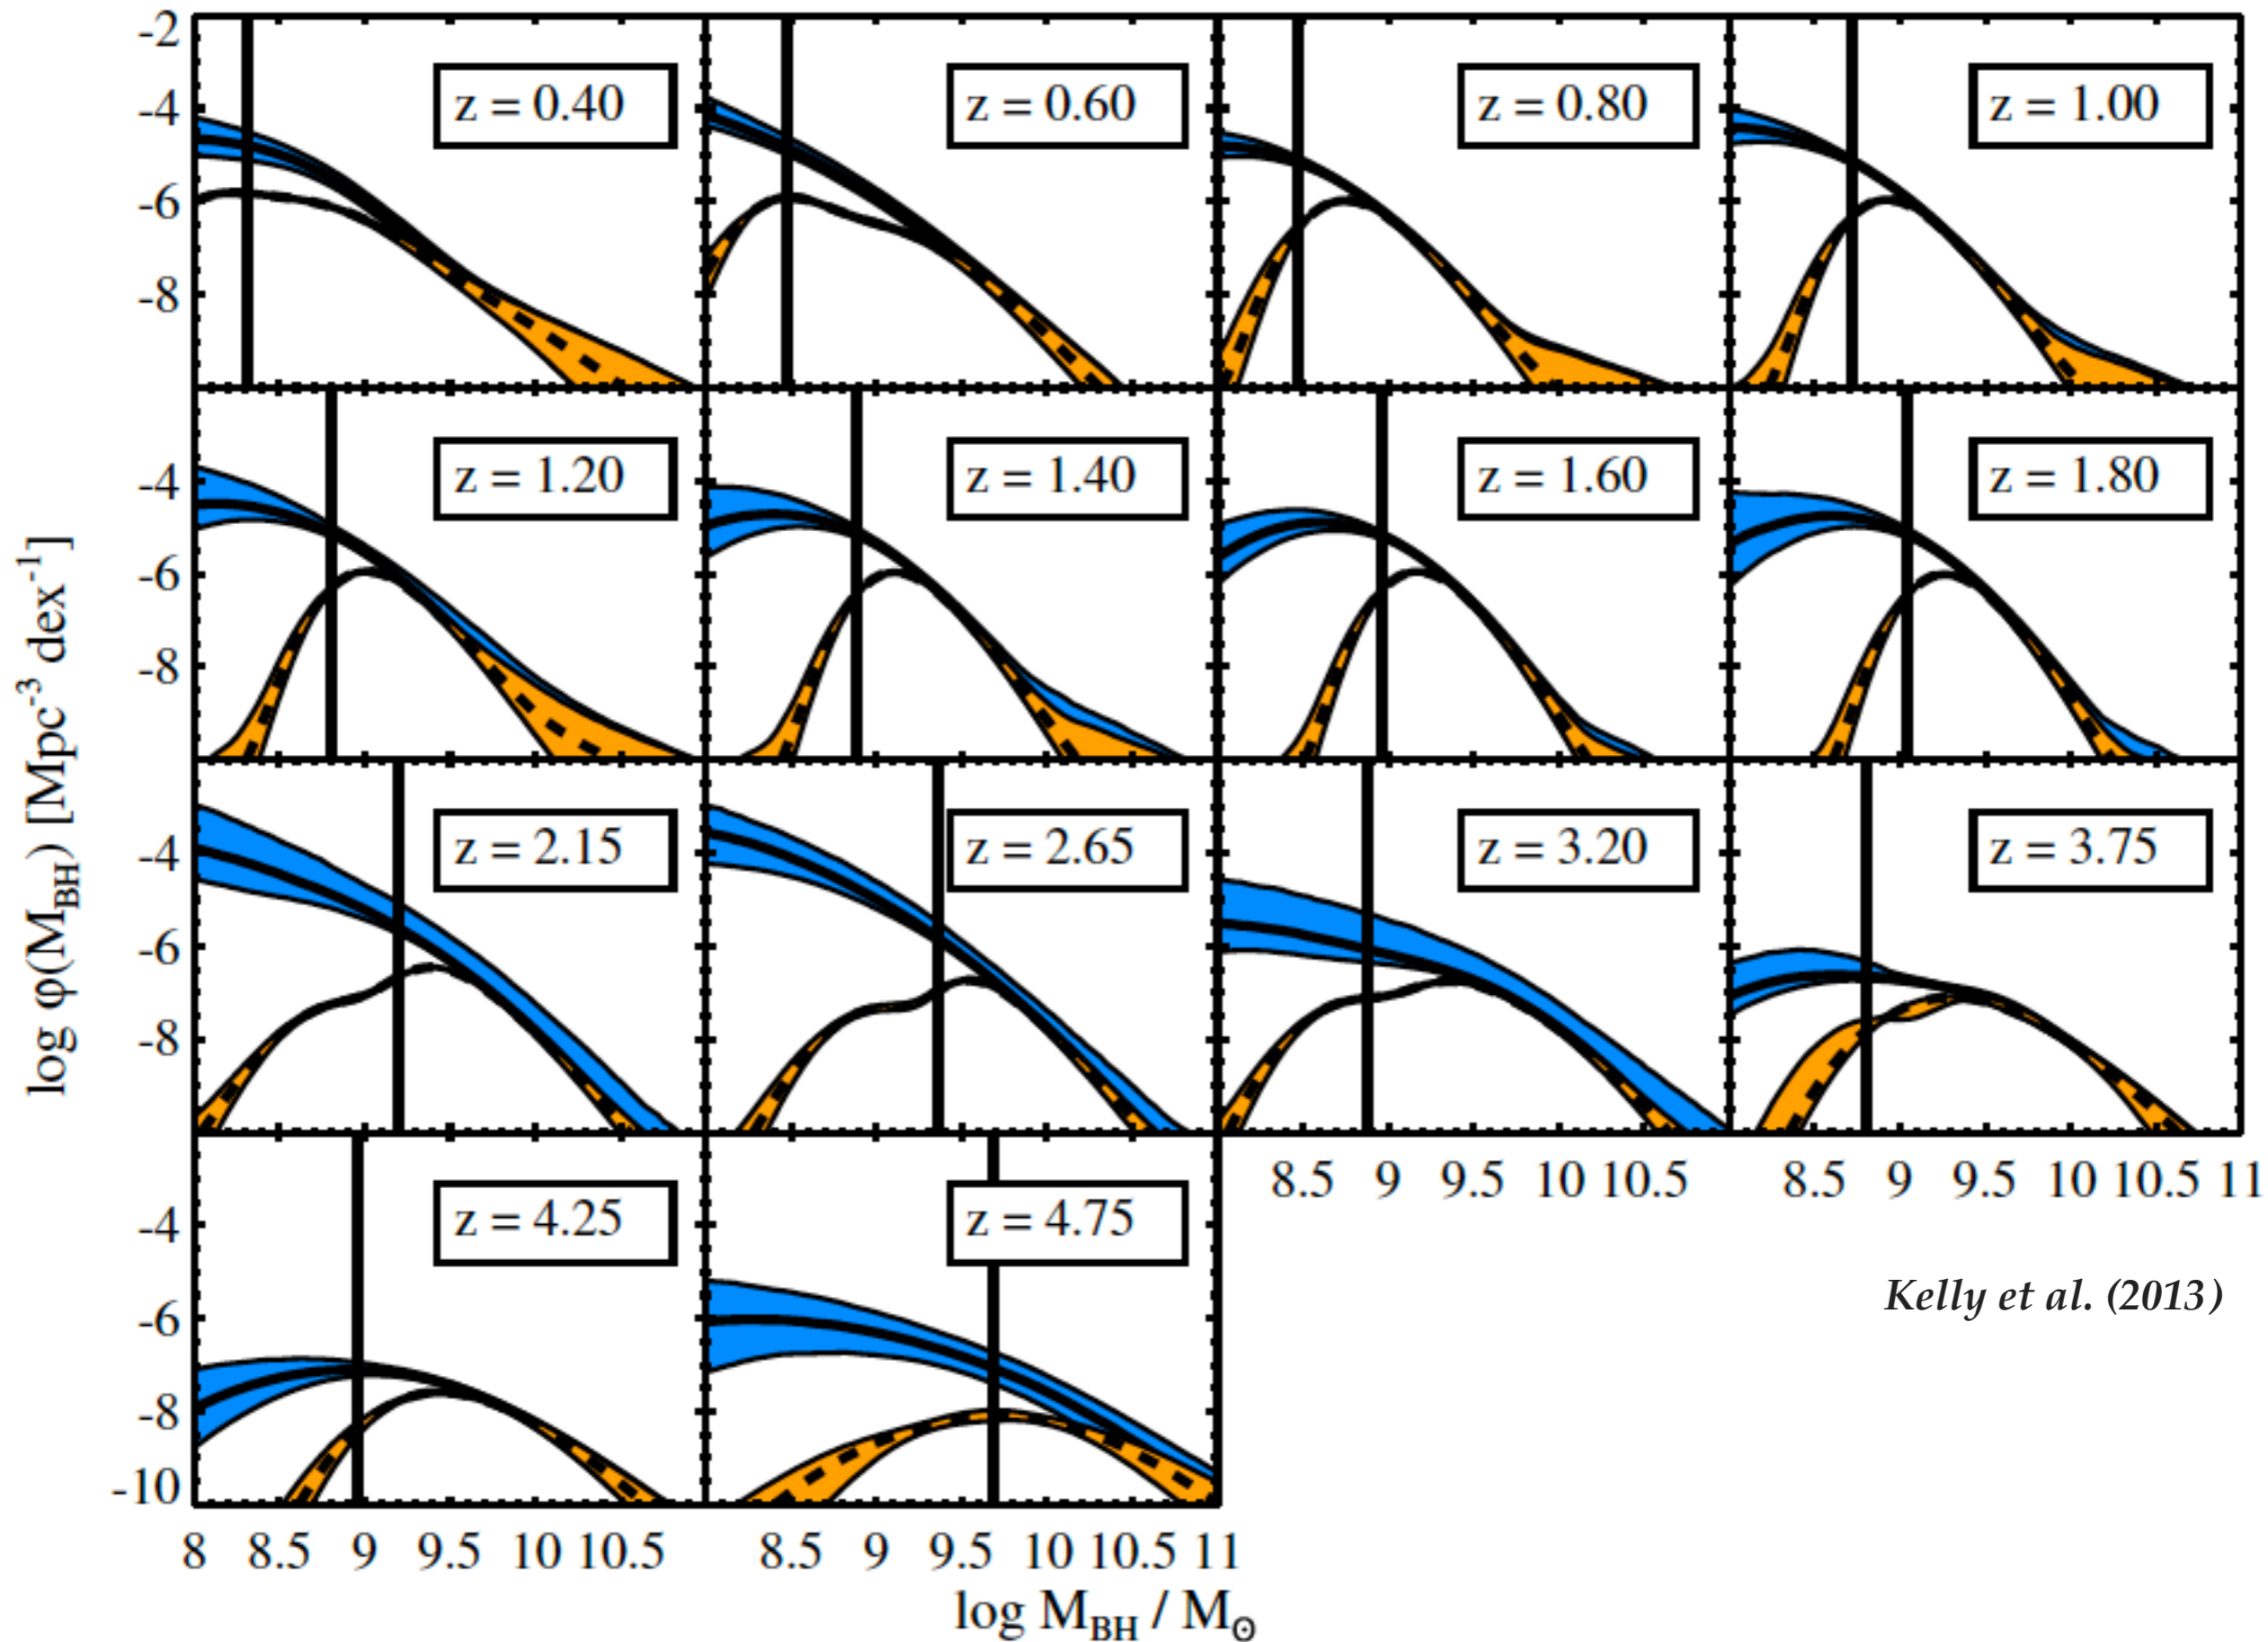 -2
-4
-6
-8
z = 0.40
z = 0.60
z = 0.80
z = 1.00
-4
-6
-8
z = 1.20
z = 1.40
z = 1.60
z = 1.80
-4
-6
-8
z = 2.15
z = 2.65
z = 3.20
z = 3.75
8.5 9 9.5 10 10.5
8.5 9 9.5 10 10.5 11
-4
-6
-8
-10
z = 4.25
z = 4.75
8 8.5 9 9.5 10 10.5
8.5 9 9.5 10 10.5 11
log φ(M_BH) [Mpc⁻³ dex⁻¹]
log M_BH / M_⊙
Kelly et al. (2013)